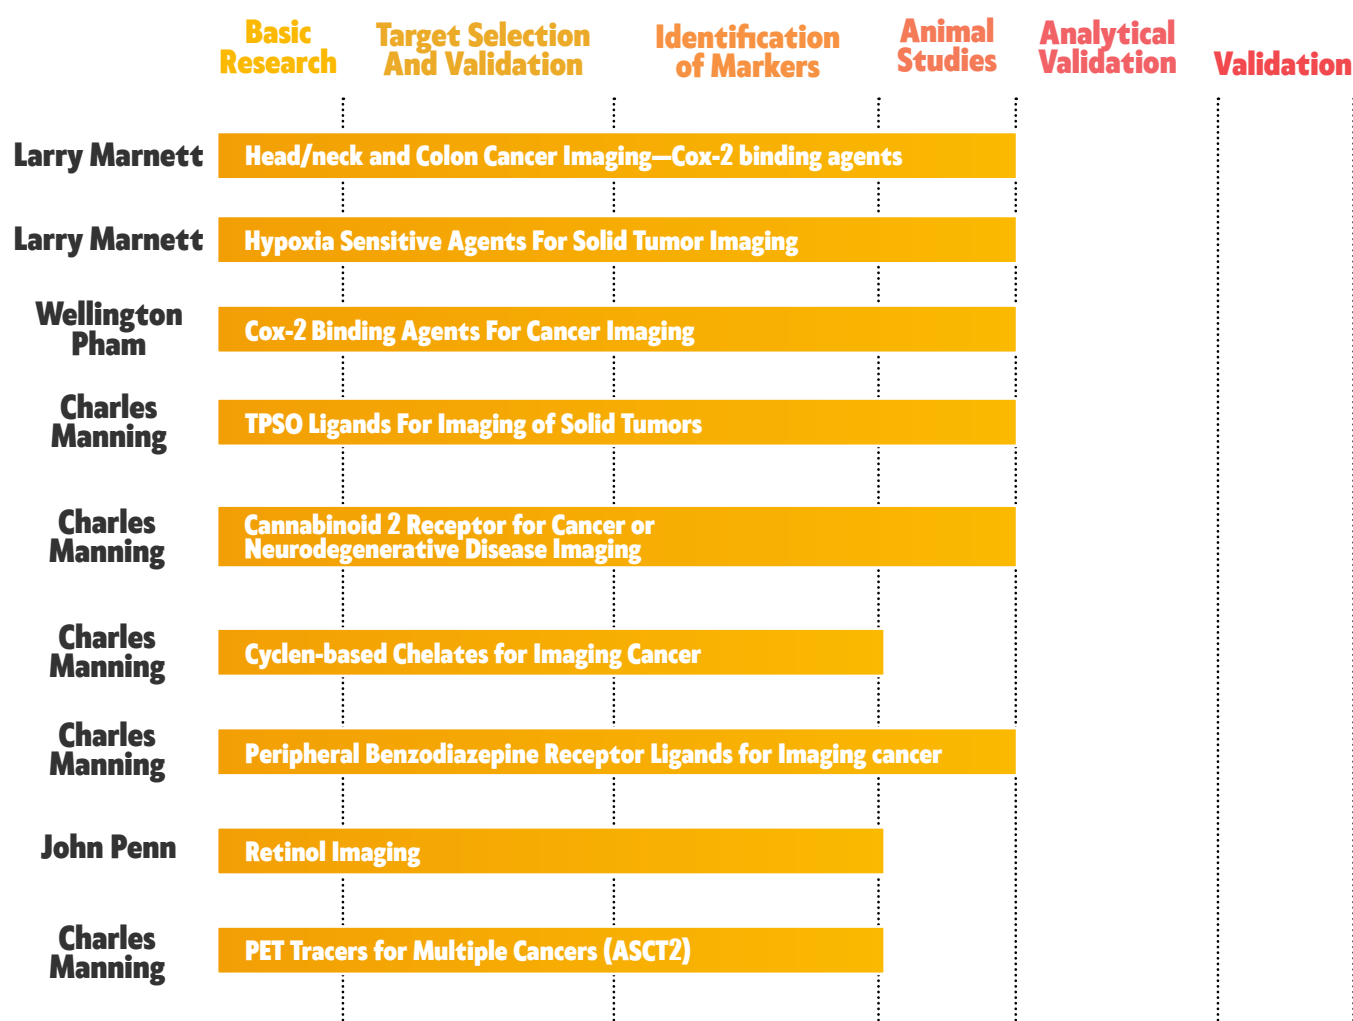 Basic
Research
Target Selection
And Validation
Identification
of Markers
Animal
Studies
Analytical
Validation
Validation
Larry Marnett
Head/neck and Colon Cancer Imaging—Cox-2 binding agents
Larry Marnett
Hypoxia Sensitive Agents For Solid Tumor Imaging
Wellington
Pham
Cox-2 Binding Agents For Cancer Imaging
Charles
Manning
TPSO Ligands For Imaging of Solid Tumors
Charles
Manning
Cannabinoid 2 Receptor for Cancer or
Neurodegenerative Disease Imaging
Charles
Manning
Cyclen-based Chelates for Imaging Cancer
Charles
Manning
Peripheral Benzodiazepine Receptor Ligands for Imaging cancer
John Penn
Retinol Imaging
Charles
Manning
PET Tracers for Multiple Cancers (ASCT2)